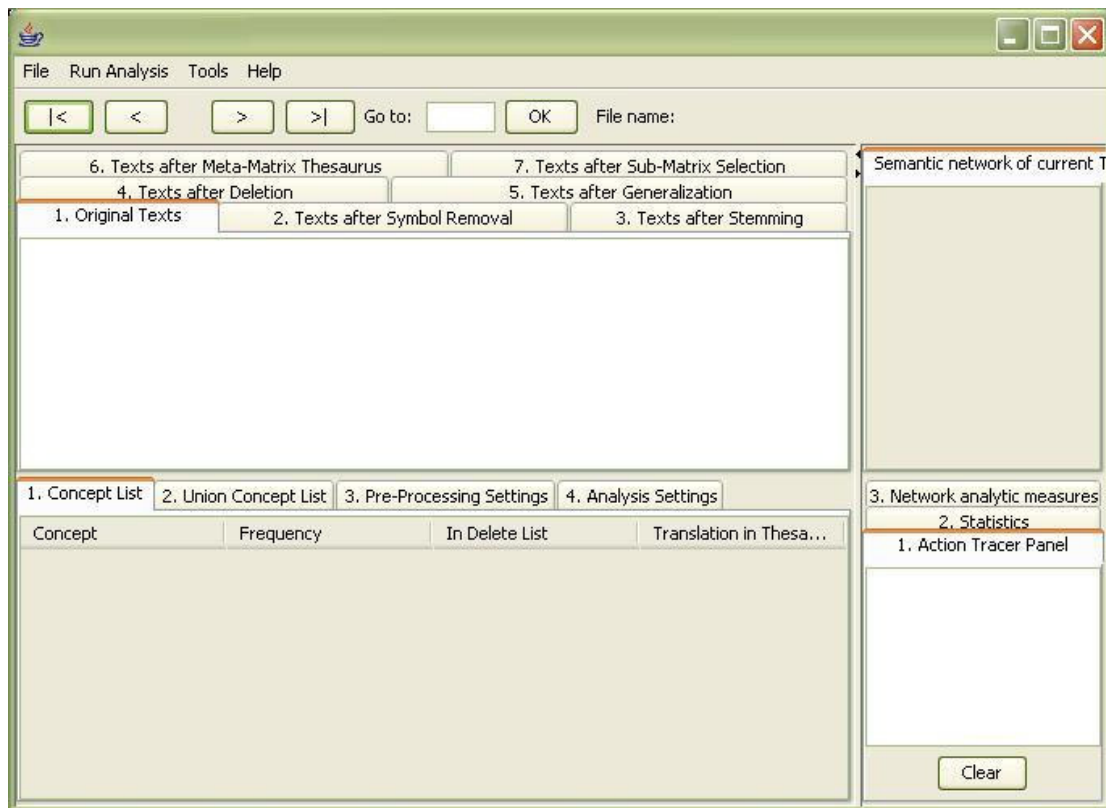 File Run Analysis Tools Help
|< < > >| Go to: OK File name:
6. Texts after Meta-Matrix Thesaurus 7. Texts after Sub-Matrix Selection
4. Texts after Deletion 5. Texts after Generalization
1. Original Texts 2. Texts after Symbol Removal 3. Texts after Stemming
Semantic network of current T
1. Concept List 2. Union Concept List 3. Pre-Processing Settings 4. Analysis Settings
Concept Frequency In Delete List Translation in Thesa...
3. Network analytic measures
2. Statistics
1. Action Tracer Panel
Clear